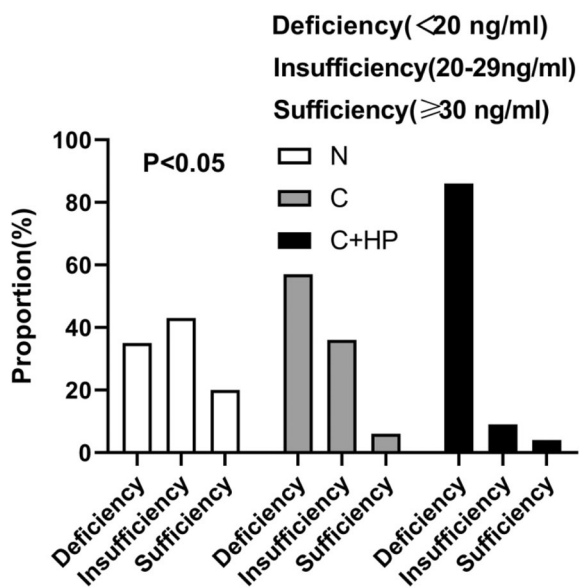 Deficiency(<20 ng/ml)
Insufficiency(20-29ng/ml)
Sufficiency(⩾30 ng/ml)
P<0.05
N
C
C+HP
Proportion(%)
100
80
60
40
20
0
Deficiency
Insufficiency
Sufficiency
Deficiency
Insufficiency
Sufficiency
Deficiency
Insufficiency
Sufficiency